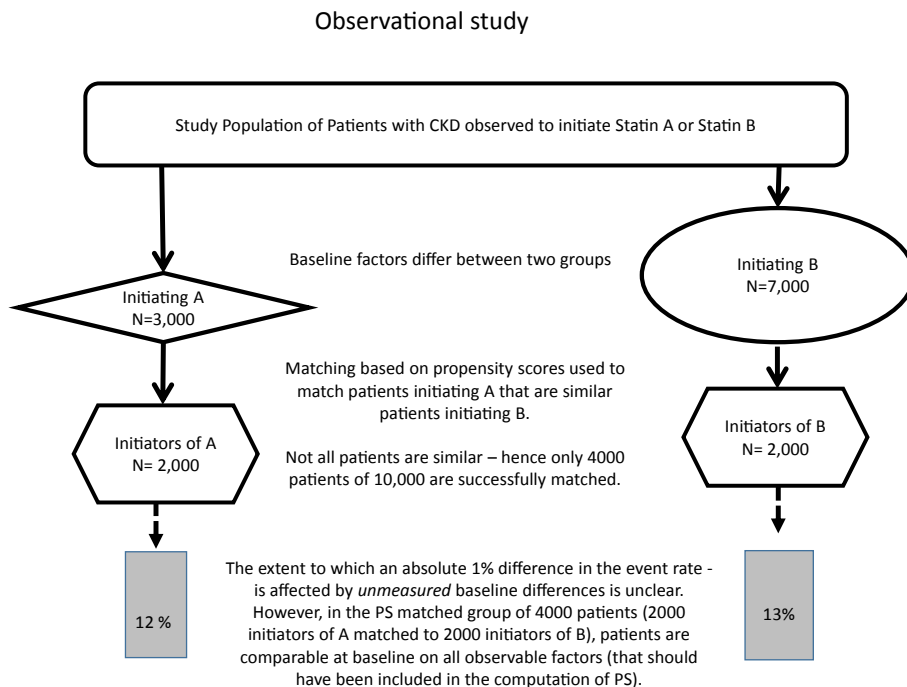 Observational study
Study Population of Patients with CKD observed to initiate Statin A or Statin B
Baseline factors differ between two groups
Initiating A
N=3,000
Initiating B
N=7,000
Matching based on propensity scores used to
match patients initiating A that are similar
patients initiating B.
Initiators of A
N= 2,000
Initiators of B
N= 2,000
Not all patients are similar – hence only 4000
patients of 10,000 are successfully matched.
12 %
The extent to which an absolute 1% difference in the event rate -
is affected by unmeasured baseline differences is unclear.
However, in the PS matched group of 4000 patients (2000
initiators of A matched to 2000 initiators of B), patients are
comparable at baseline on all observable factors (that should
have been included in the computation of PS).
13%